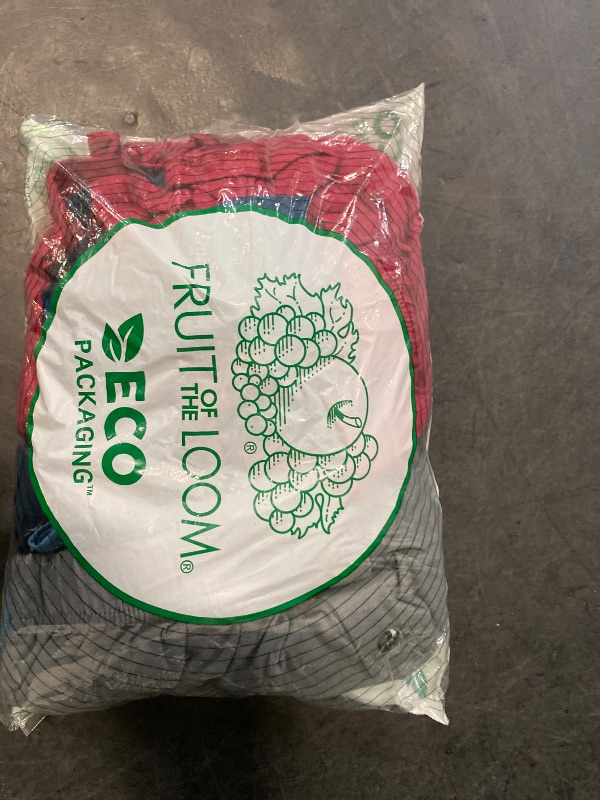 ®
FRUIT
OF
THE
LOOM®
ECO
PACKAGING™